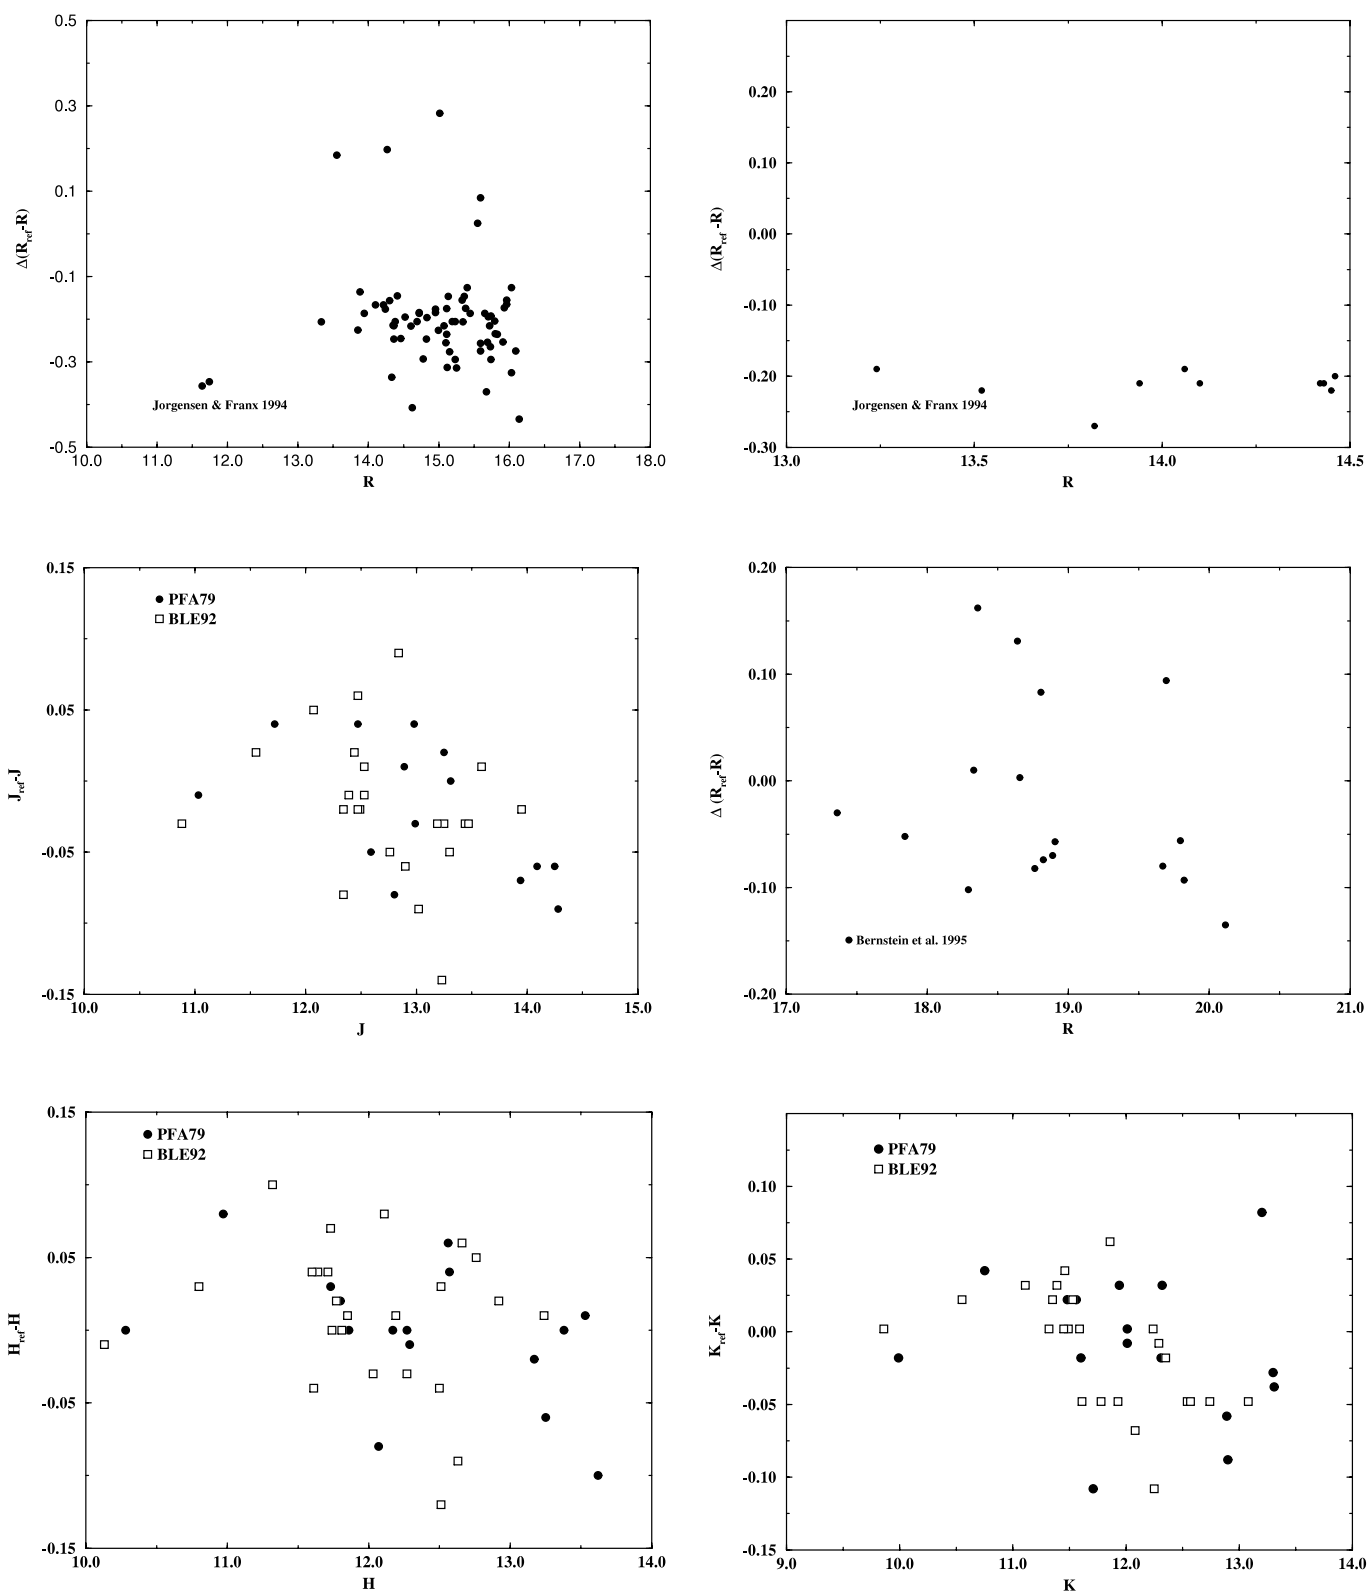 0.5
0.3
0.1
-0.1
-0.3
-0.5
Δ(Rref-R)
Jorgensen & Franx 1994
10.0 11.0 12.0 13.0 14.0 15.0 16.0 17.0 18.0
R
0.20
0.10
0.00
-0.10
-0.20
-0.30
Δ(Rref-R)
Jorgensen & Franx 1994
13.0 13.5 14.0 14.5
R
0.15
0.05
-0.05
-0.15
Jref-J
PFA79
BLE92
10.0 11.0 12.0 13.0 14.0 15.0
J
0.20
0.10
0.00
-0.10
-0.20
Δ (Rref-R)
Bernstein et al. 1995
17.0 18.0 19.0 20.0 21.0
R
0.15
0.05
-0.05
-0.15
Href-H
PFA79
BLE92
10.0 11.0 12.0 13.0 14.0
H
0.10
0.05
0.00
-0.05
-0.10
-0.15
Kref-K
PFA79
BLE92
9.0 10.0 11.0 12.0 13.0 14.0
K